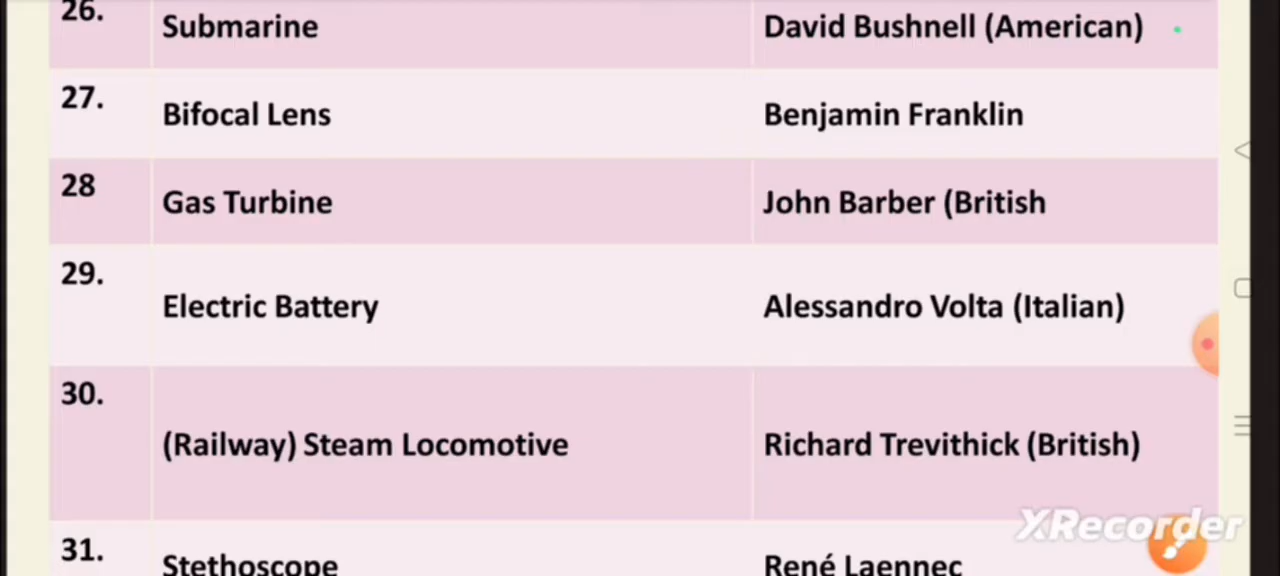 26. Submarine David Bushnell (American)
27. Bifocal Lens Benjamin Franklin
28 Gas Turbine John Barber (British
29. Electric Battery Alessandro Volta (Italian)
30. (Railway) Steam Locomotive Richard Trevithick (British)
XRecorder
31. Stethoscope René Laennec